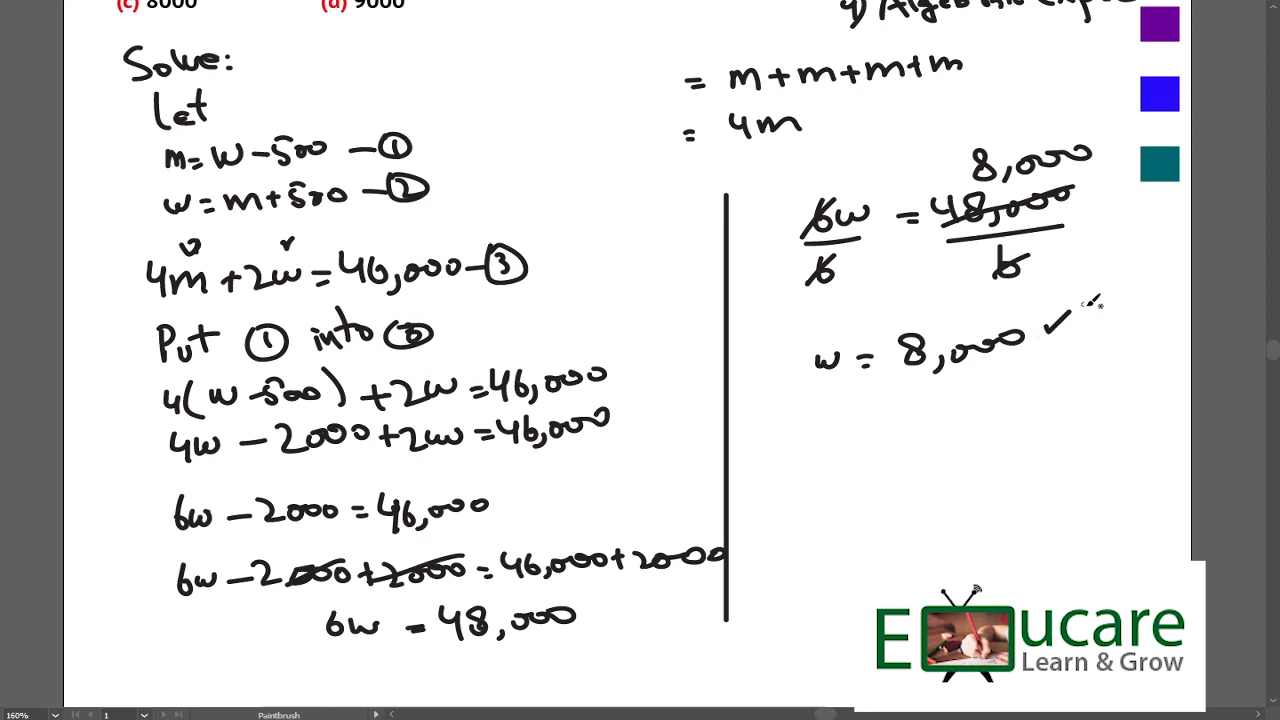 (c) 8000 (d) 9000
Solve:
Let
m = w - 500 — ①
w = m + 500 — ②
4m + 2w = 46,000 - ③
Put ① into ③
4(w - 500) + 2w = 46,000
4w - 2000 + 2w = 46,000
6w - 2000 = 46,000
6w - 2000 + 2000 = 46,000 + 2000
6w = 48,000
= m + m + m + m
= 4m
8,000
6w = 48,000
6 6
w = 8,000 ✓
Educare
Learn & Grow
160% 1 Paintbrush